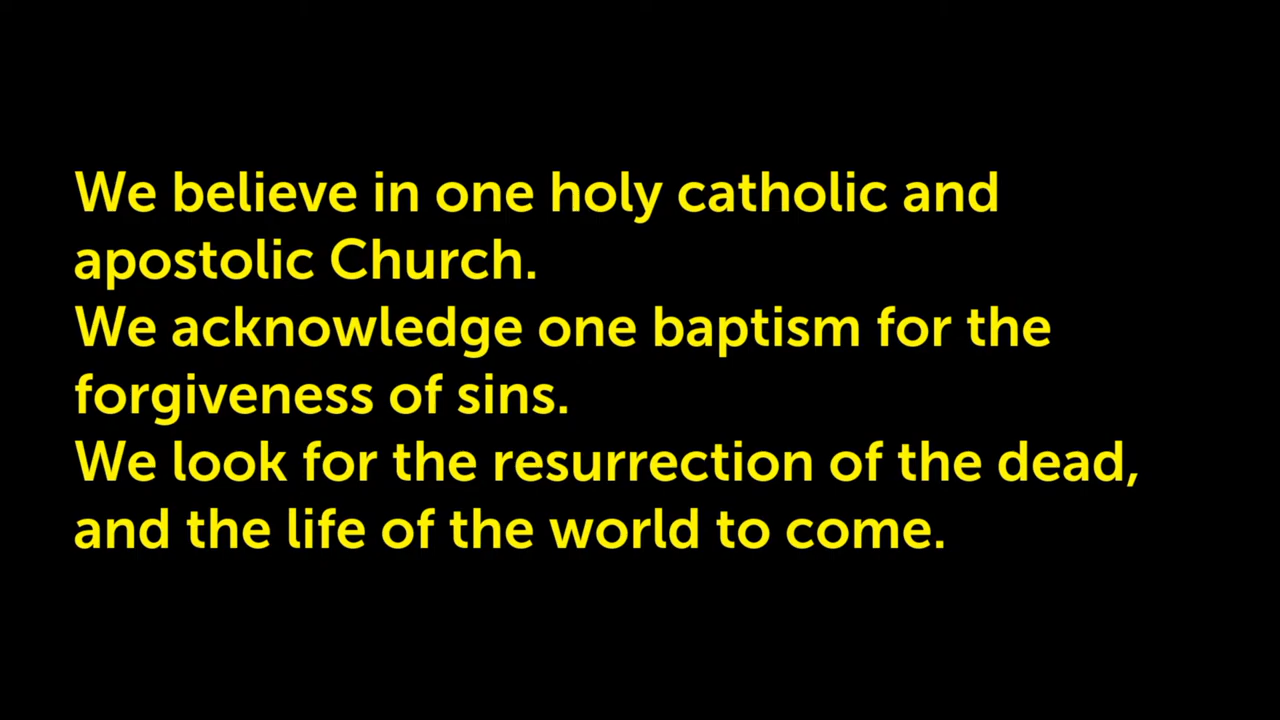 We believe in one holy catholic and
apostolic Church.
We acknowledge one baptism for the
forgiveness of sins.
We look for the resurrection of the dead,
and the life of the world to come.